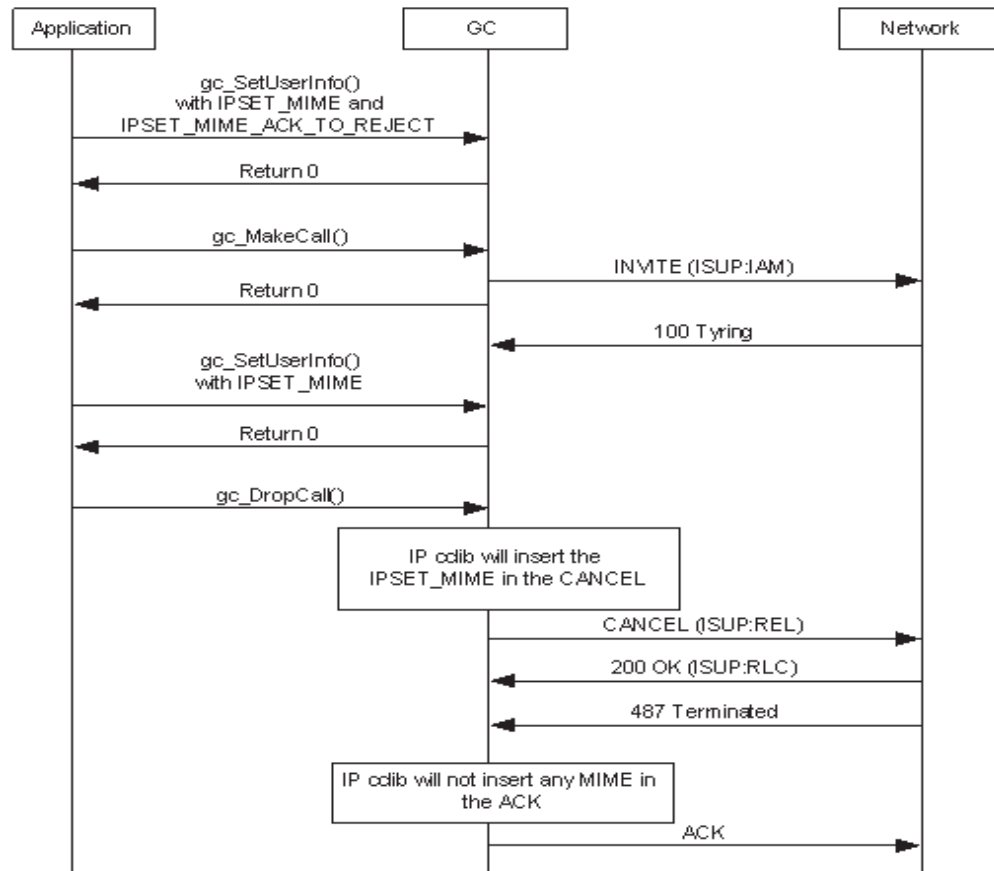 Application
GC
Network
gc_SetUserInfo()
with IPSET_MIME and
IPSET_MIME_ACK_TO_REJECT
Return 0
gc_MakeCall()
INVITE (ISUP:IAM)
Return 0
100 Tyring
gc_SetUserInfo()
with IPSET_MIME
Return 0
gc_DropCall()
IP cclib will insert the
IPSET_MIME in the CANCEL
CANCEL (ISUP:REL)
200 OK (ISUP:RLC)
487 Terminated
IP cclib will not insert any MIME in
the ACK
ACK